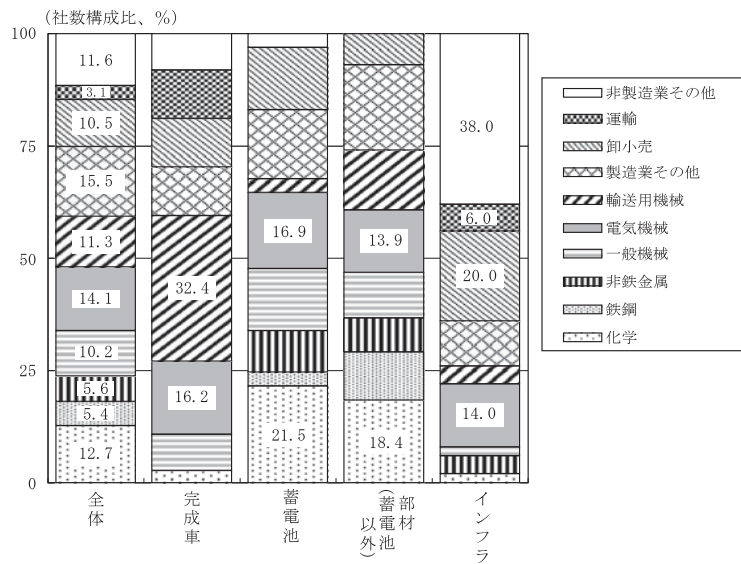 (社数構成比、%)
100
75
50
25
0
11.6
3.1
10.5
15.5
11.3
14.1
10.2
5.6
5.4
12.7
32.4
16.2
16.9
21.5
13.9
18.4
38.0
6.0
20.0
14.0
全体
完成車
蓄電池
部材
(蓄電池
以外)
インフラ
非製造業その他
運輸
卸小売
製造業その他
輸送用機械
電気機械
一般機械
非鉄金属
鉄鋼
化学